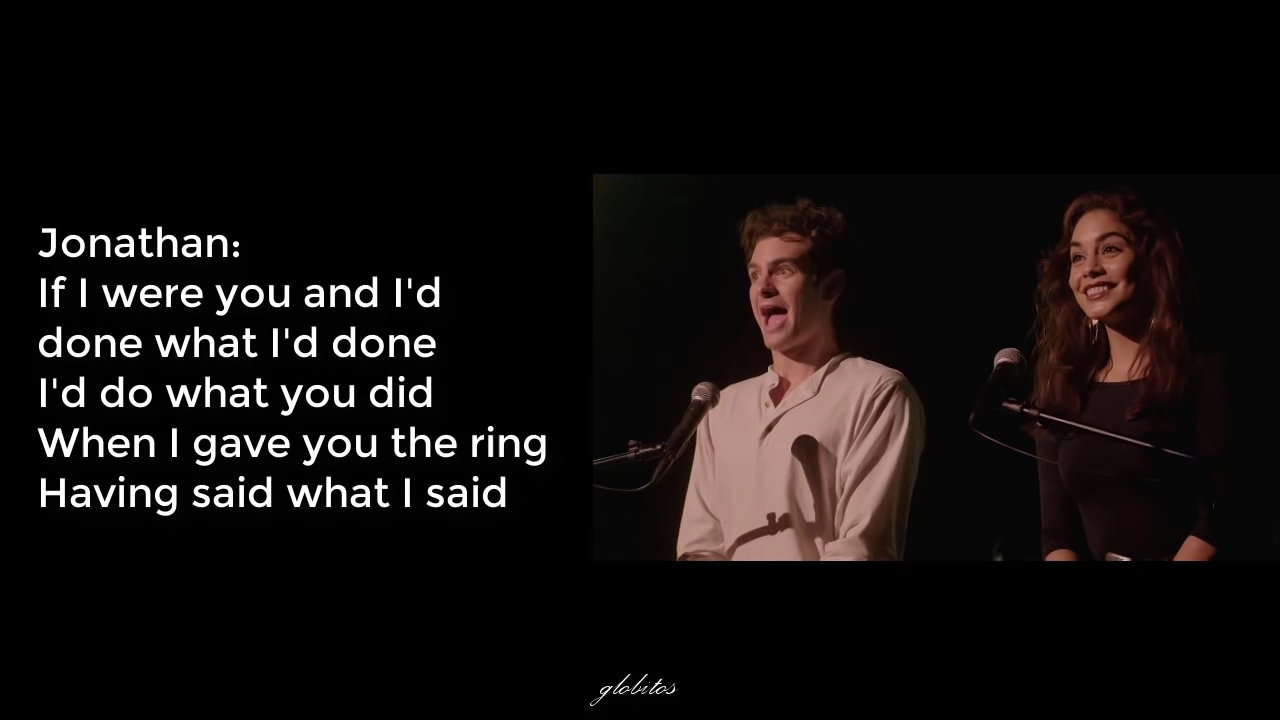 Jonathan:
If I were you and I'd
done what I'd done
I'd do what you did
When I gave you the ring
Having said what I said
globitos